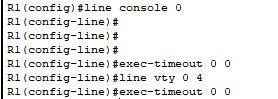 R1(config)#line console 0
R1(config-line)#
R1(config-line)#
R1(config-line)#
R1(config-line)#exec-timeout 0 0
R1(config-line)#line vty 0 4
R1(config-line)#exec-timeout 0 0